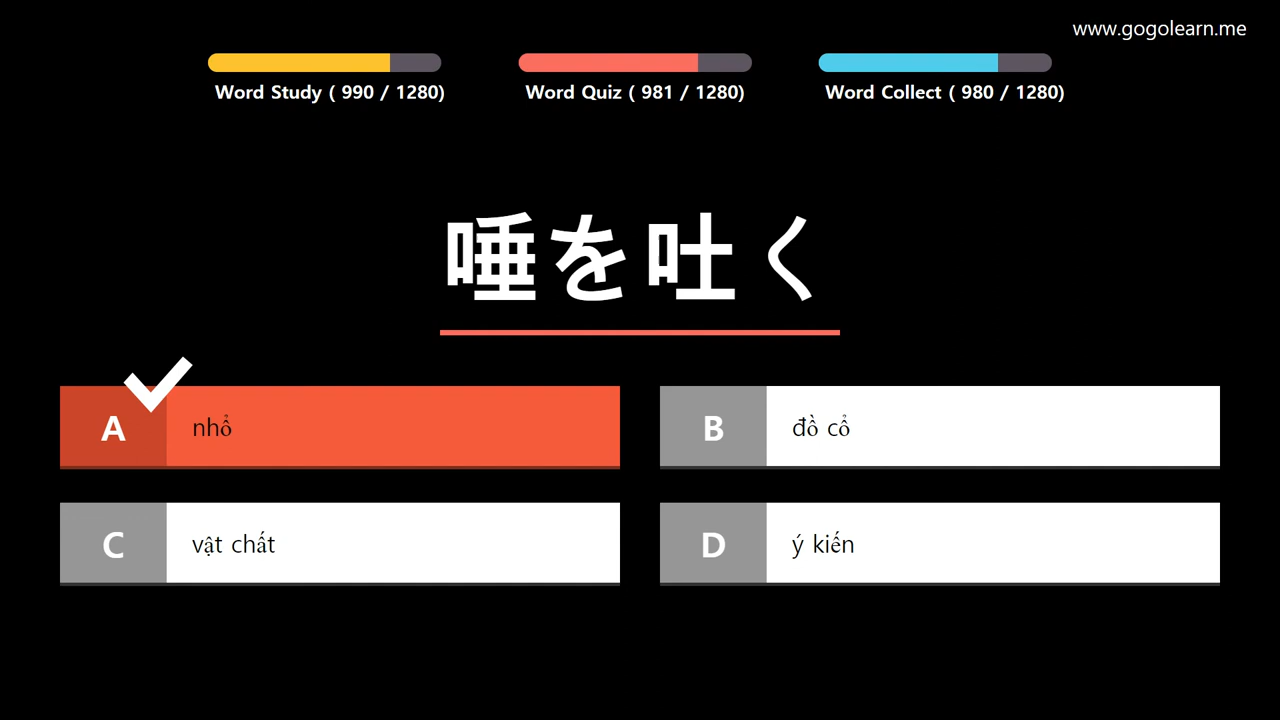 www.gogolearn.me
Word Study ( 990 / 1280)
Word Quiz ( 981 / 1280)
Word Collect ( 980 / 1280)
唾を吐く
A nhổ
B đồ cổ
C vật chất
D ý kiến